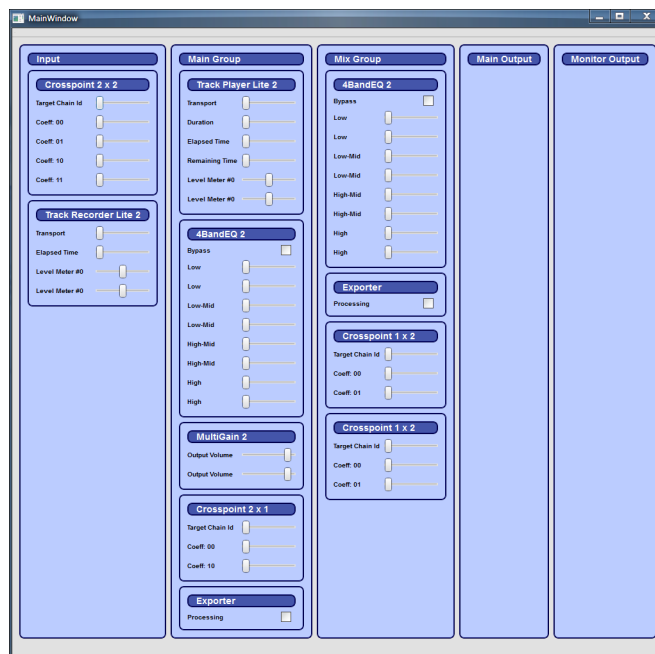 MainWindow
Input
Crosspoint 2 x 2
Target Chain Id
Coeff: 00
Coeff: 01
Coeff: 10
Coeff: 11
Track Recorder Lite 2
Transport
Elapsed Time
Level Meter #0
Level Meter #0
Main Group
Track Player Lite 2
Transport
Duration
Elapsed Time
Remaining Time
Level Meter #0
Level Meter #0
4BandEQ 2
Bypass
Low
Low
Low-Mid
Low-Mid
High-Mid
High-Mid
High
High
MultiGain 2
Output Volume
Output Volume
Crosspoint 2 x 1
Target Chain Id
Coeff: 00
Coeff: 10
Exporter
Processing
Mix Group
4BandEQ 2
Bypass
Low
Low
Low-Mid
Low-Mid
High-Mid
High-Mid
High
High
Exporter
Processing
Crosspoint 1 x 2
Target Chain Id
Coeff: 00
Coeff: 01
Crosspoint 1 x 2
Target Chain Id
Coeff: 00
Coeff: 01
Main Output
Monitor Output